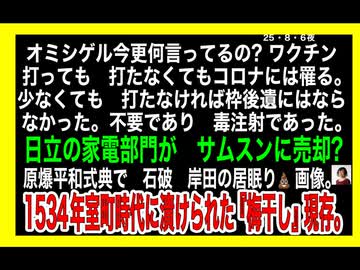 25・8・6夜
オミシゲル今更何言ってるの? ワクチン
打っても 打たなくてもコロナには罹る。
少なくても 打たなければ枠後遺にはなら
なかった。不要であり 毒注射であった。
日立の家電部門が サムスンに売却?
原爆平和式典で 石破 岸田の居眠り💩画像。
1534年室町時代に漬けられた『梅干し』現存。